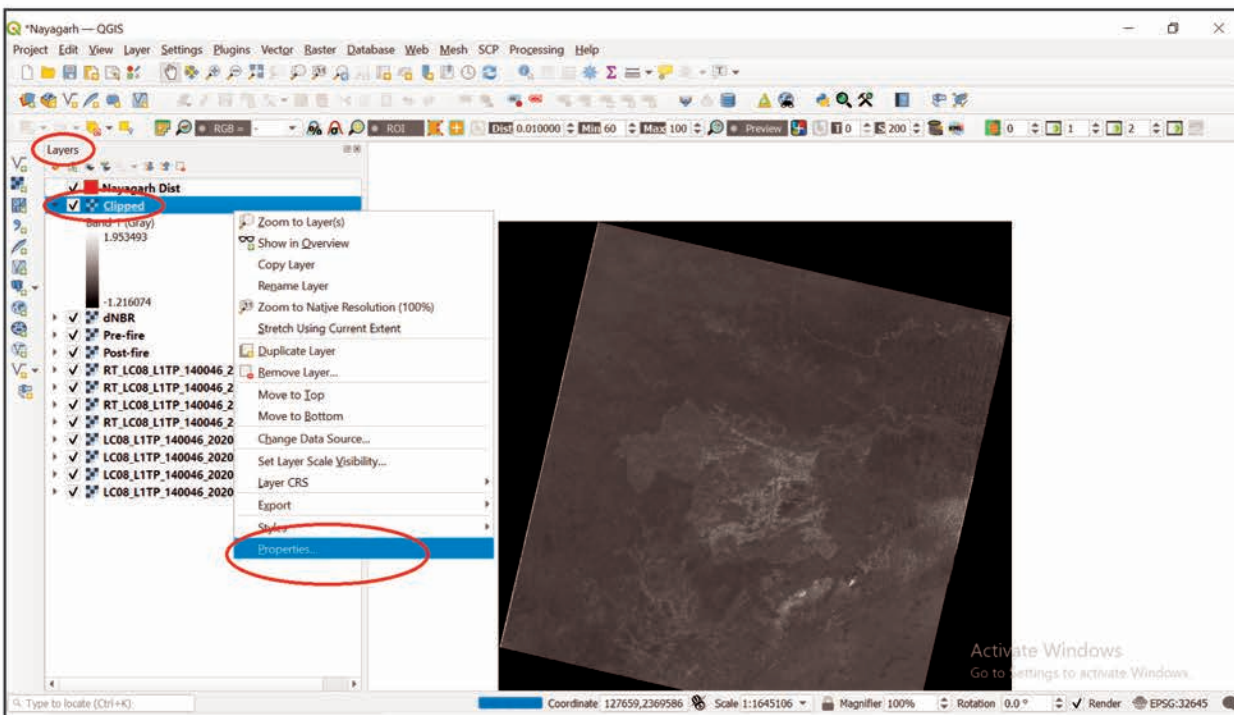 *Nayagarh — QGIS
Project Edit View Layer Settings Plugins Vector Raster Database Web Mesh SCP Processing Help
RGB = -
ROI
Dist 0.010000 Min 60 Max 100
Preview
T 0 S 200
0 1 2
Layers
Nayagarh Dist
Clipped
Band 1 (Gray)
1.953493
-1.216074
dNBR
Pre-fire
Post-fire
RT_LC08_L1TP_140046_2
RT_LC08_L1TP_140046_2
RT_LC08_L1TP_140046_2
RT_LC08_L1TP_140046_2
LC08_L1TP_140046_2020
LC08_L1TP_140046_2020
LC08_L1TP_140046_2020
LC08_L1TP_140046_2020
Zoom to Layer(s)
Show in Overview
Copy Layer
Rename Layer
Zoom to Native Resolution (100%)
Stretch Using Current Extent
Duplicate Layer
Remove Layer...
Move to Top
Move to Bottom
Change Data Source...
Set Layer Scale Visibility...
Layer CRS
Export
Styles
Properties...
Activate Windows
Go to Settings to activate Windows.
Type to locate (Ctrl+K)
Coordinate 127659,2369586 Scale 1:1645106 Magnifier 100% Rotation 0.0 ° Render EPSG:32645